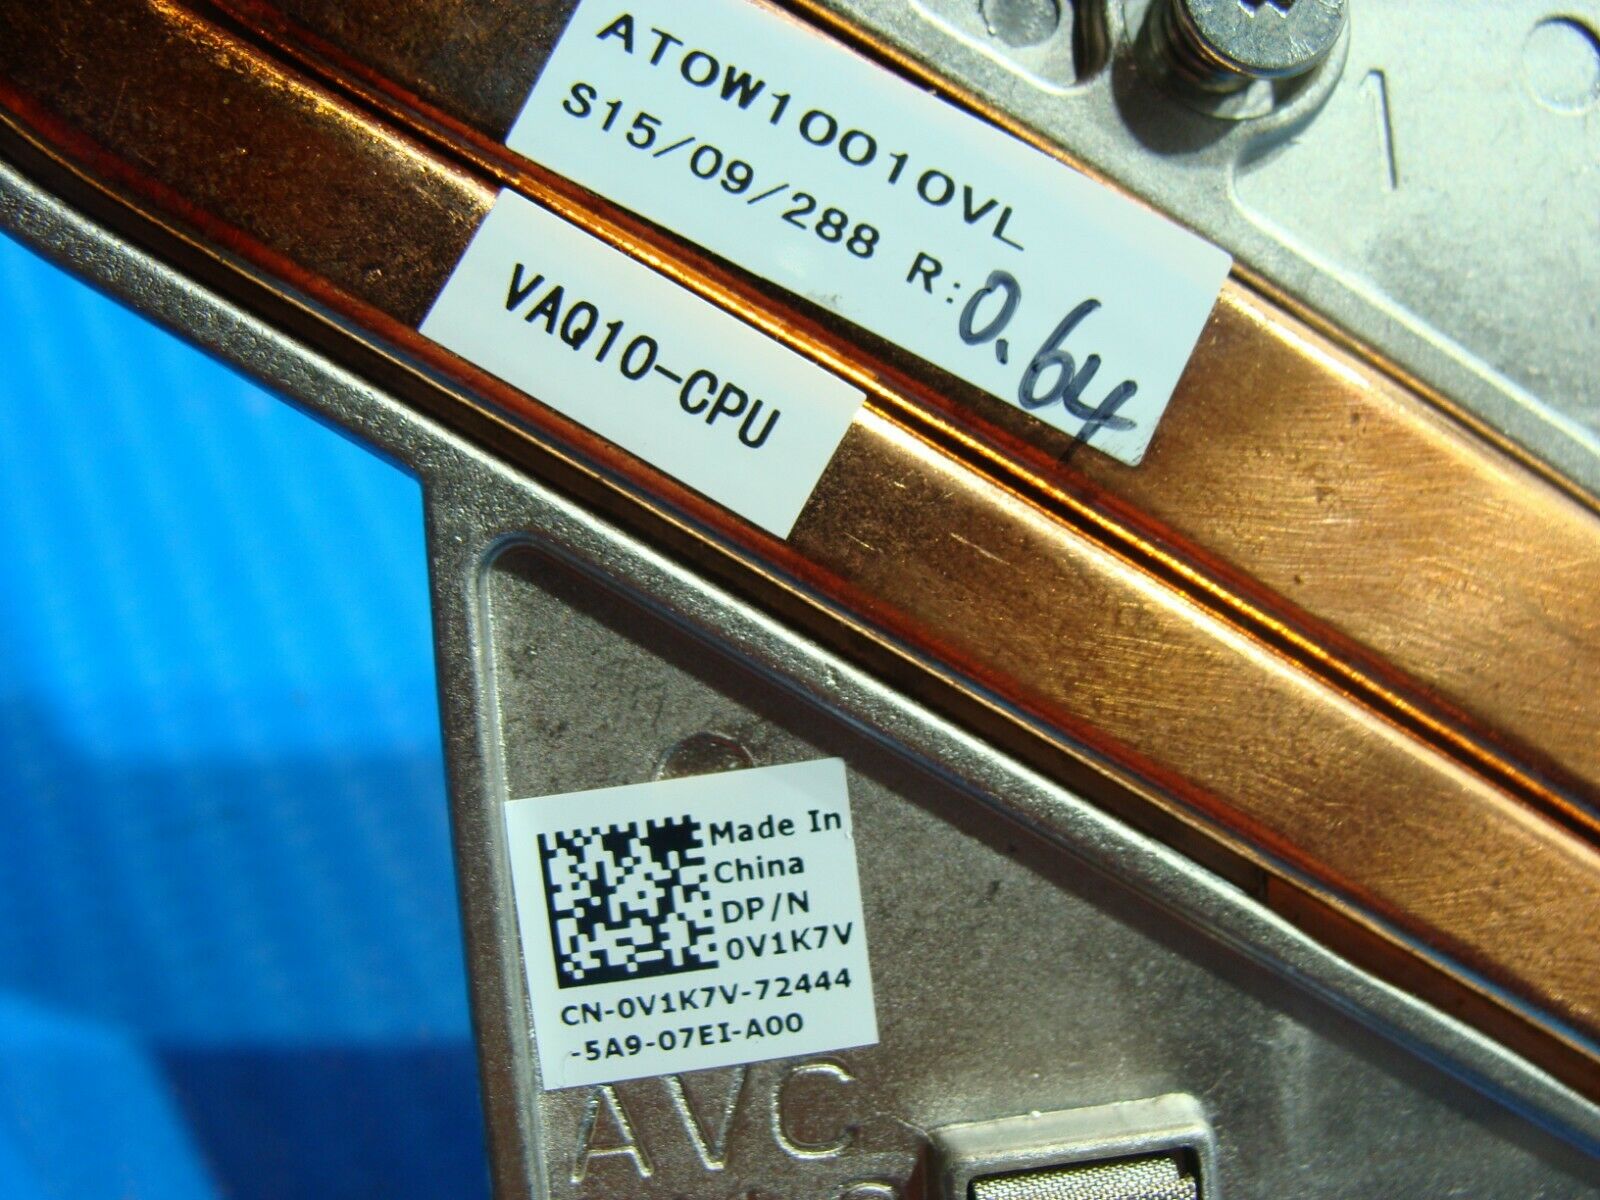 ATOW10010VL
S15/09/288 R:0.64
1
VAQ10-CPU
Made In
China
DP/N
0V1K7V
CN-0V1K7V-72444
-5A9-07EI-A00
AVC